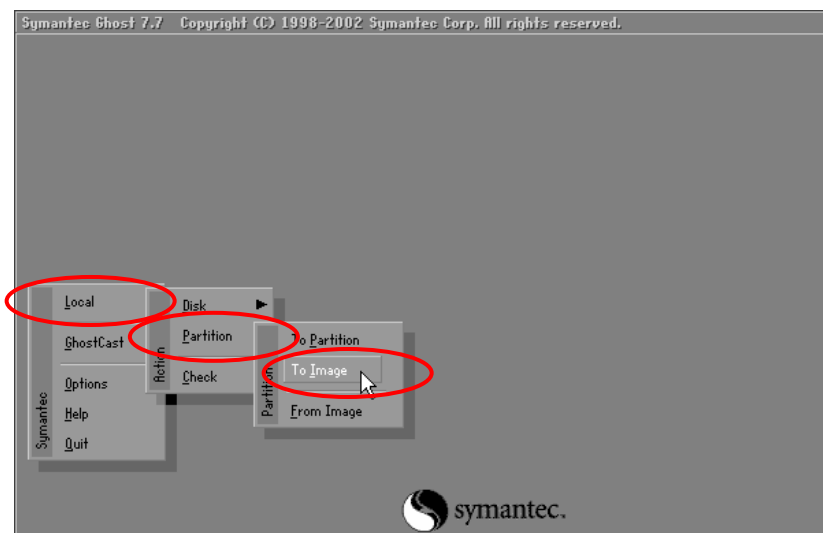 Symantec Ghost 7.7 Copyright (C) 1998-2002 Symantec Corp. All rights reserved.
Symantec
Local
GhostCast
Options
Help
Quit
Action
Disk
Partition
Check
Partition
To Partition
To Image
From Image
symantec.